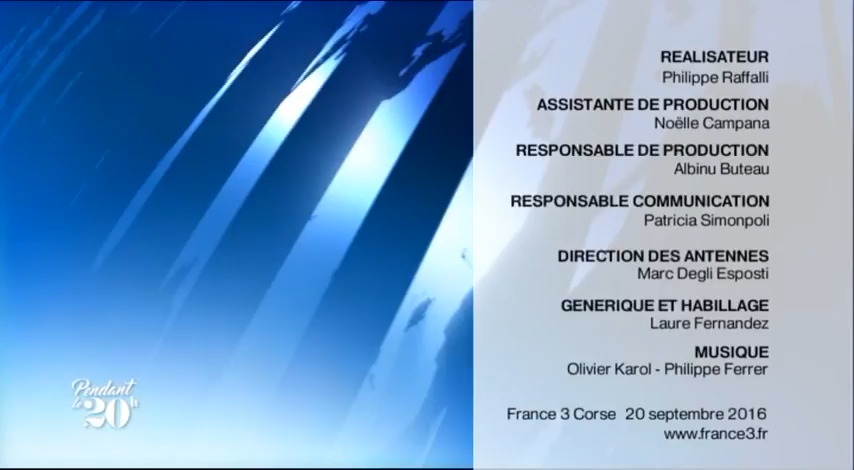 REALISATEUR
Philippe Raffalli
ASSISTANTE DE PRODUCTION
Noëlle Campana
RESPONSABLE DE PRODUCTION
Albinu Buteau
RESPONSABLE COMMUNICATION
Patricia Simonpoli
DIRECTION DES ANTENNES
Marc Degli Esposti
GENERIQUE ET HABILLAGE
Laure Fernandez
MUSIQUE
Olivier Karol - Philippe Ferrer
France 3 Corse 20 septembre 2016
www.france3.fr
Pendant
le 20h